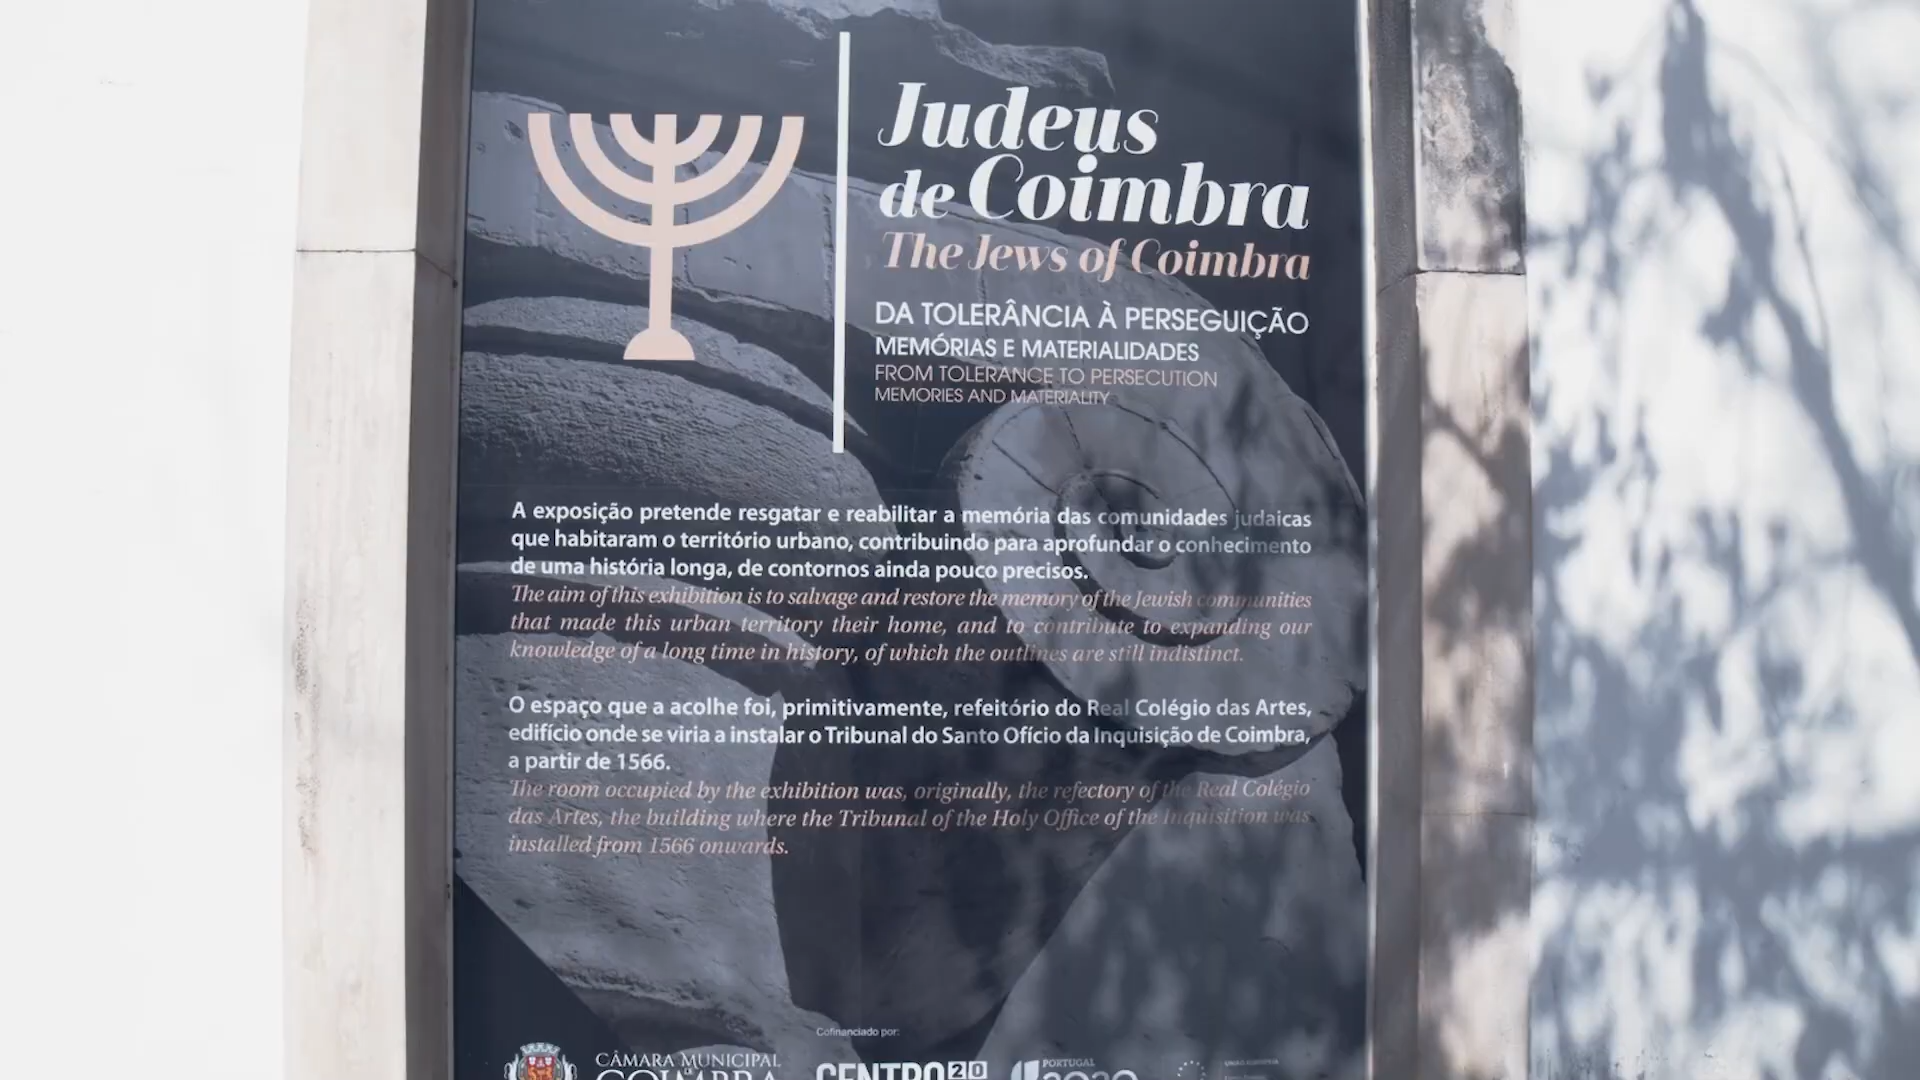 Judeus
de Coimbra
The Jews of Coimbra
DA TOLERÂNCIA À PERSEGUIÇÃO
MEMÓRIAS E MATERIALIDADES
FROM TOLERANCE TO PERSECUTION
MEMORIES AND MATERIALITY
A exposição pretende resgatar e reabilitar a memória das comunidades judaicas
que habitaram o território urbano, contribuindo para aprofundar o conhecimento
de uma história longa, de contornos ainda pouco precisos.
The aim of this exhibition is to salvage and restore the memory of the Jewish communities
that made this urban territory their home, and to contribute to expanding our
knowledge of a long time in history, of which the outlines are still indistinct.
O espaço que a acolhe foi, primitivamente, refeitório do Real Colégio das Artes,
edifício onde se viria a instalar o Tribunal do Santo Ofício da Inquisição de Coimbra,
a partir de 1566.
The room occupied by the exhibition was, originally, the refectory of the Real Colégio
das Artes, the building where the Tribunal of the Holy Office of the Inquisition was
installed from 1566 onwards.
Cofinanciado por:
CÂMARA MUNICIPAL
COIMBRA
CENTRO 20
PORTUGAL
2020